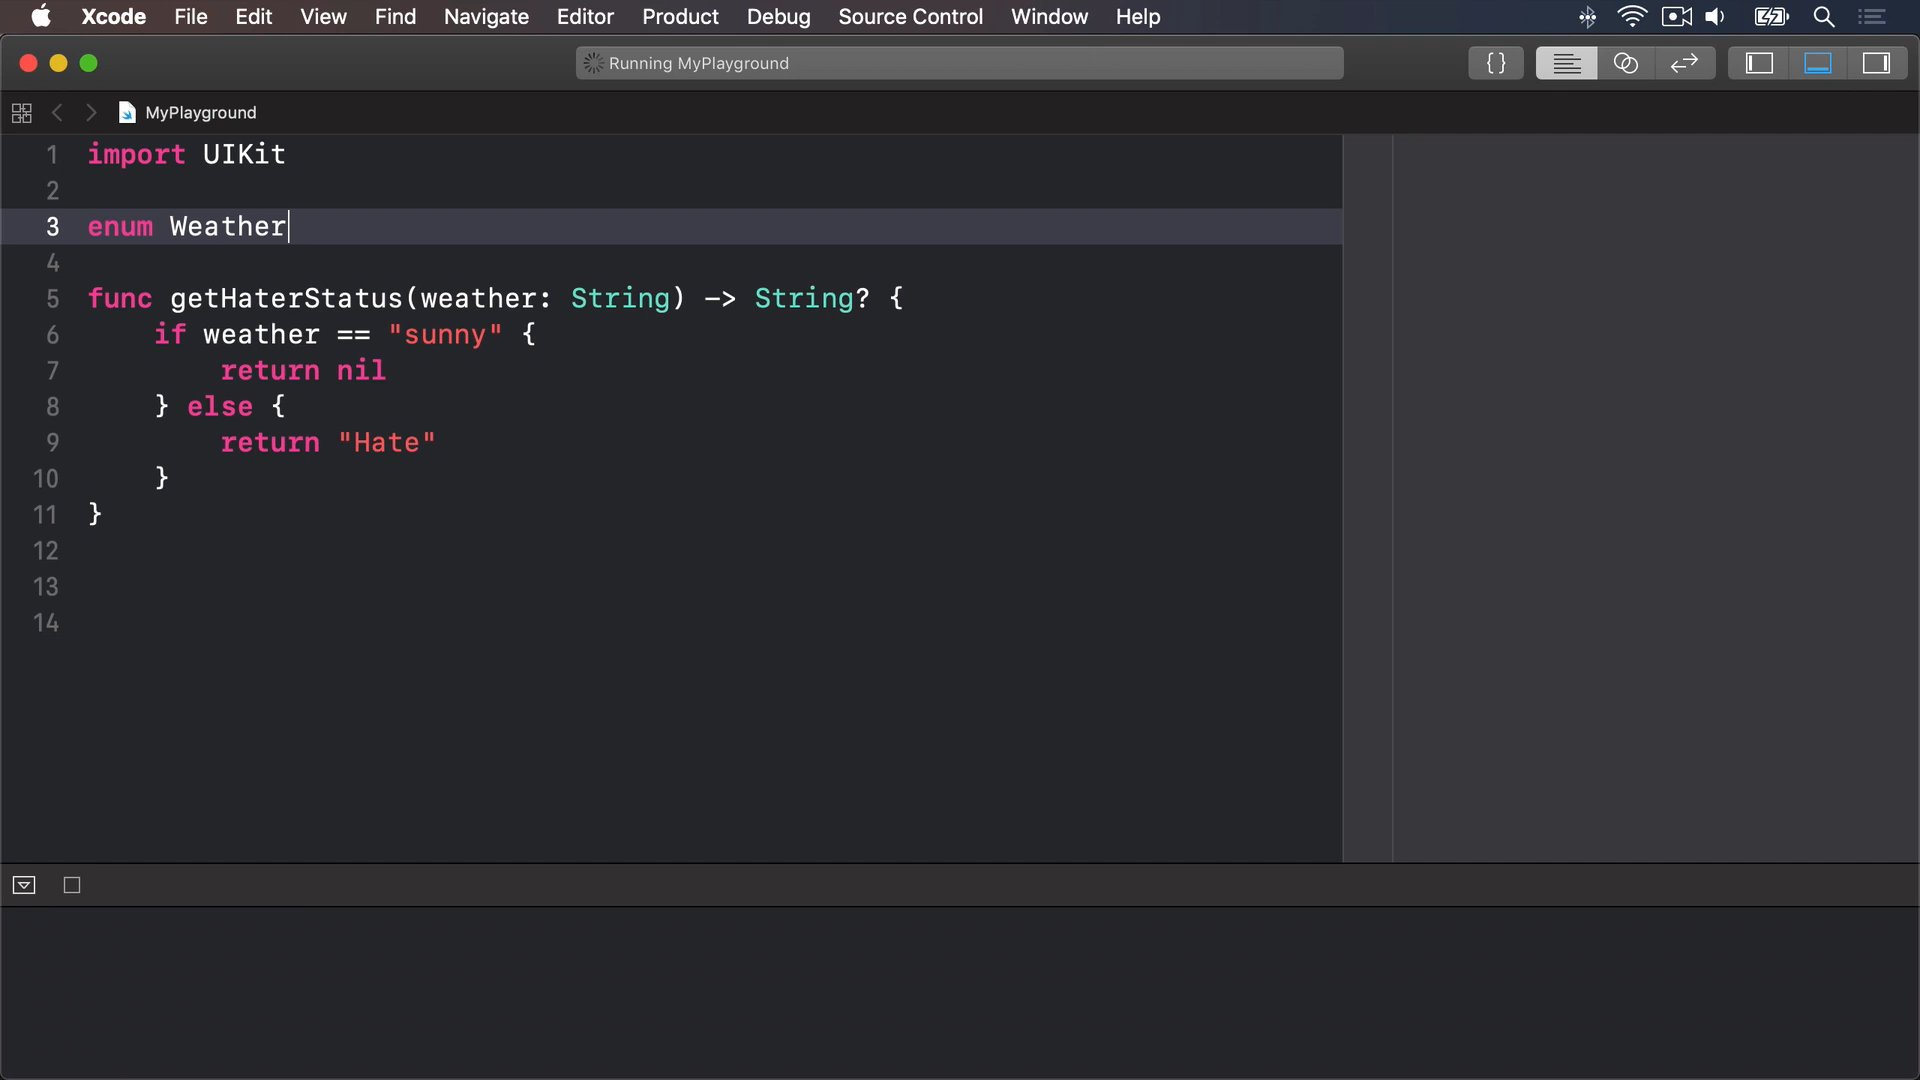 Xcode File Edit View Find Navigate Editor Product Debug Source Control Window Help
Running MyPlayground
{ }
MyPlayground
1 import UIKit
2
3 enum Weather
4
5 func getHaterStatus(weather: String) -> String? {
6 if weather == "sunny" {
7 return nil
8 } else {
9 return "Hate"
10 }
11 }
12
13
14